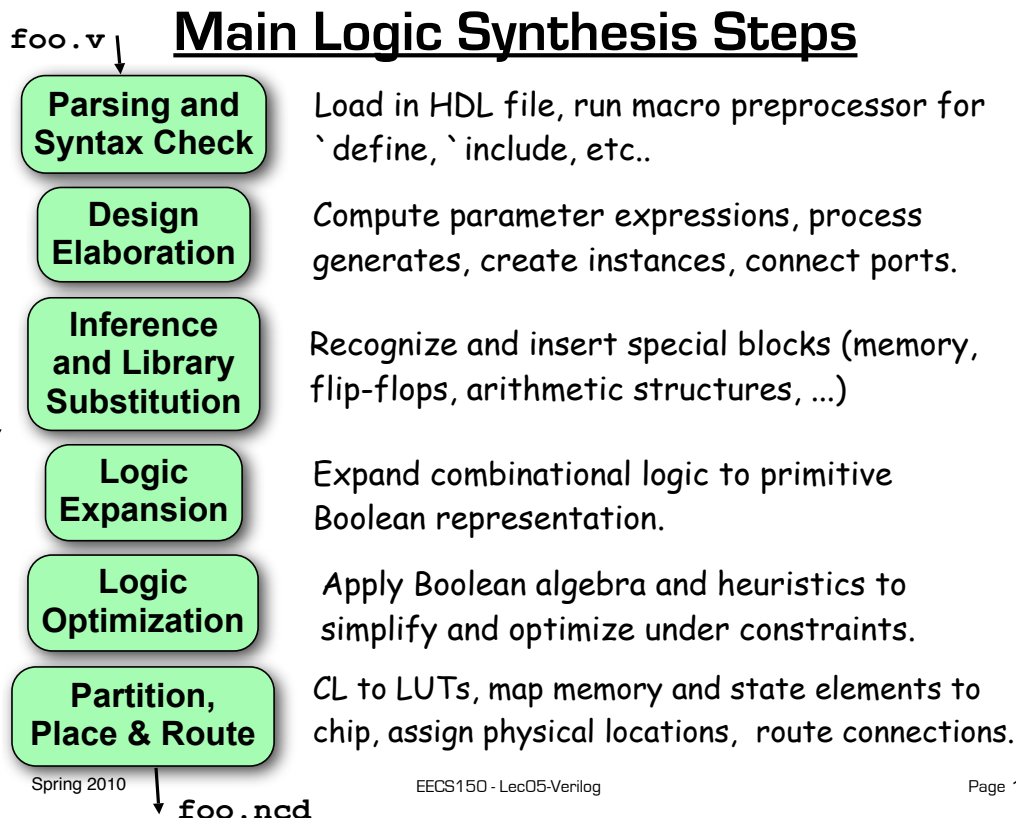 foo.v
Main Logic Synthesis Steps
Parsing and
Syntax Check
Load in HDL file, run macro preprocessor for
`define, `include, etc..
Design
Elaboration
Compute parameter expressions, process
generates, create instances, connect ports.
Inference
and Library
Substitution
Recognize and insert special blocks (memory,
flip-flops, arithmetic structures, ...)
Logic
Expansion
Expand combinational logic to primitive
Boolean representation.
Logic
Optimization
Apply Boolean algebra and heuristics to
simplify and optimize under constraints.
Partition,
Place & Route
CL to LUTs, map memory and state elements to
chip, assign physical locations, route connections.
Spring 2010
EECS150 - Lec05-Verilog
Page
foo.ncd